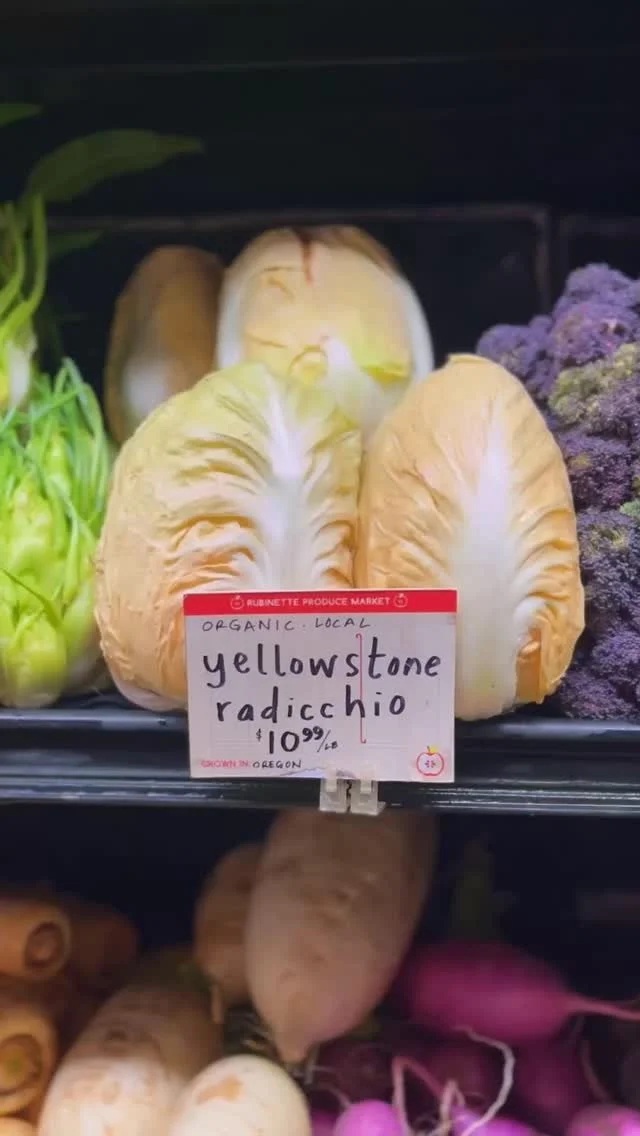 RUBINETTE PRODUCE MARKET
ORGANIC. LOCAL
yellowstone
radicchio
$10.99/LB
GROWN IN: OREGON